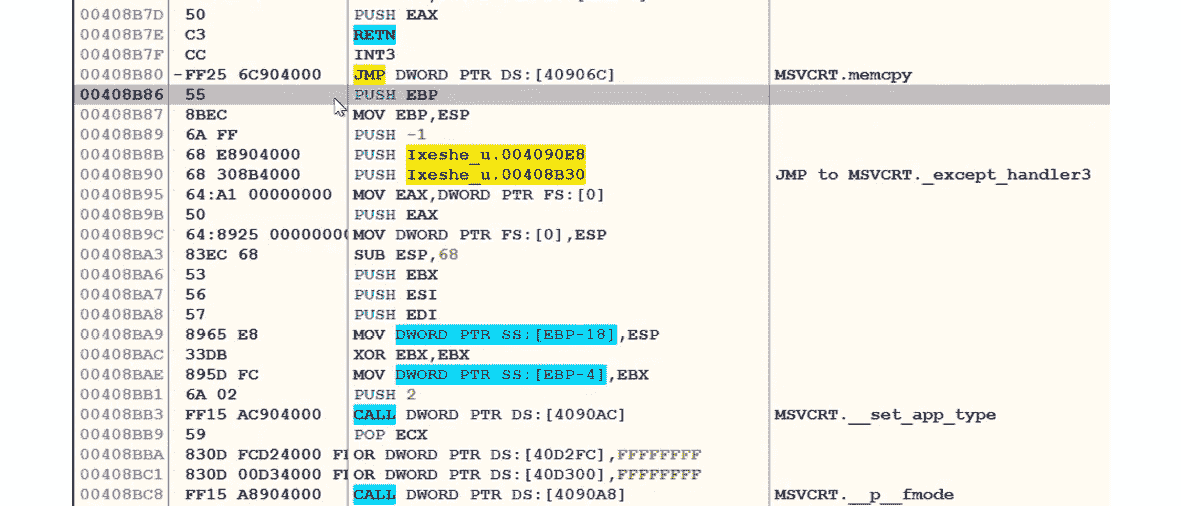 00408B7D 50 PUSH EAX
00408B7E C3 RETN
00408B7F CC INT3
00408B80 -FF25 6C904000 JMP DWORD PTR DS:[40906C] MSVCRT.memcpy
00408B86 55 PUSH EBP
00408B87 8BEC MOV EBP,ESP
00408B89 6A FF PUSH -1
00408B8B 68 E8904000 PUSH Ixeshe_u.004090E8
00408B90 68 308B4000 PUSH Ixeshe_u.00408B30 JMP to MSVCRT._except_handler3
00408B95 64:A1 00000000 MOV EAX,DWORD PTR FS:[0]
00408B9B 50 PUSH EAX
00408B9C 64:8925 0000000 MOV DWORD PTR FS:[0],ESP
00408BA3 83EC 68 SUB ESP,68
00408BA6 53 PUSH EBX
00408BA7 56 PUSH ESI
00408BA8 57 PUSH EDI
00408BA9 8965 E8 MOV DWORD PTR SS:[EBP-18],ESP
00408BAC 33DB XOR EBX,EBX
00408BAE 895D FC MOV DWORD PTR SS:[EBP-4],EBX
00408BB1 6A 02 PUSH 2
00408BB3 FF15 AC904000 CALL DWORD PTR DS:[4090AC] MSVCRT.__set_app_type
00408BB9 59 POP ECX
00408BBA 830D FCD24000 F OR DWORD PTR DS:[40D2FC],FFFFFFFF
00408BC1 830D 00D34000 F OR DWORD PTR DS:[40D300],FFFFFFFF
00408BC8 FF15 A8904000 CALL DWORD PTR DS:[4090A8] MSVCRT.__p__fmode